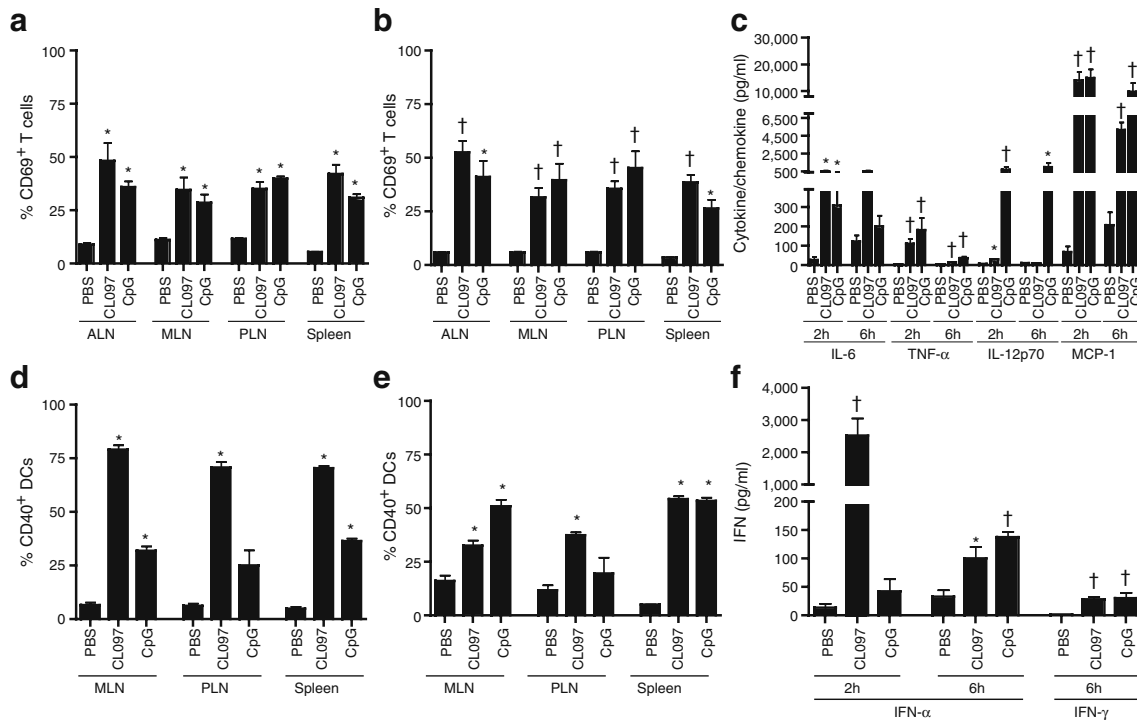 a
% CD69⁺ T cells
100
75
50
25
0
* * * * * * * *
PBS CL097 CpG PBS CL097 CpG PBS CL097 CpG PBS CL097 CpG
ALN MLN PLN Spleen
b
% CD69⁺ T cells
100
75
50
25
0
† * † † † † † *
PBS CL097 CpG PBS CL097 CpG PBS CL097 CpG PBS CL097 CpG
ALN MLN PLN Spleen
c
Cytokine/chemokine (pg/ml)
30,000
20,000
10,000
6,500
4,500
2,500
500
300
200
100
0
* * * † † † † * † * † † † †
PBS CL097 CpG PBS CL097 CpG PBS CL097 CpG PBS CL097 CpG PBS CL097 CpG PBS CL097 CpG PBS CL097 CpG PBS CL097 CpG
2h 6h 2h 6h 2h 6h 2h 6h
IL-6 TNF-α IL-12p70 MCP-1
d
% CD40⁺ DCs
100
75
50
25
0
* * * * *
PBS CL097 CpG PBS CL097 CpG PBS CL097 CpG
MLN PLN Spleen
e
% CD40⁺ DCs
100
75
50
25
0
* * * * *
PBS CL097 CpG PBS CL097 CpG PBS CL097 CpG
MLN PLN Spleen
f
IFN (pg/ml)
4,000
3,000
2,000
1,000
200
150
100
50
0
† * † † †
PBS CL097 CpG PBS CL097 CpG PBS CL097 CpG
2h 6h 6h
IFN-α IFN-γ